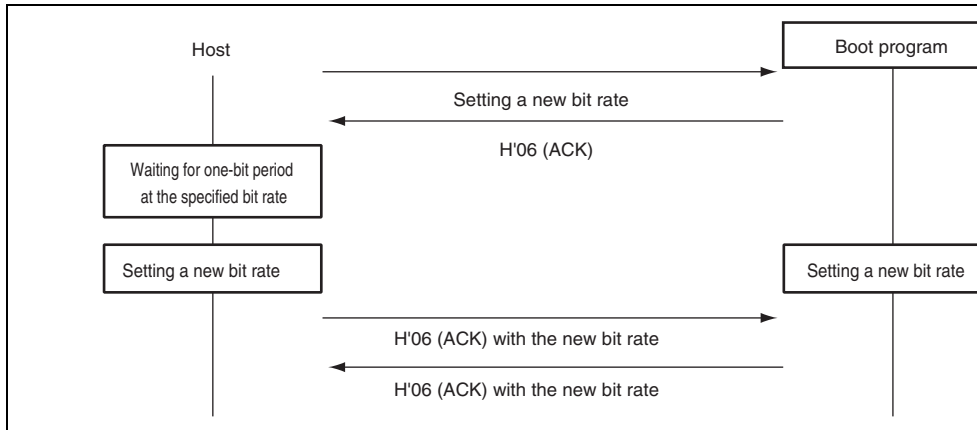 Host
Boot program
Setting a new bit rate
H'06 (ACK)
Waiting for one-bit period
at the specified bit rate
Setting a new bit rate
Setting a new bit rate
H'06 (ACK) with the new bit rate
H'06 (ACK) with the new bit rate